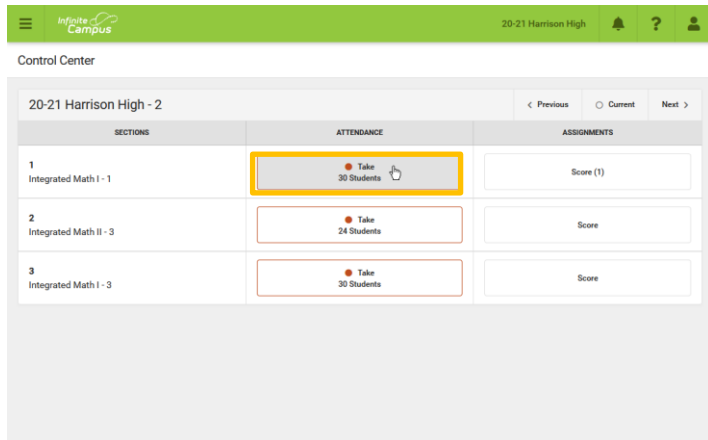 Infinite
Campus
20-21 Harrison High
?
Control Center
20-21 Harrison High - 2
< Previous
Current
Next >
SECTIONS
ATTENDANCE
ASSIGNMENTS
1
Integrated Math I - 1
Take
30 Students
Score (1)
2
Integrated Math II - 3
Take
24 Students
Score
3
Integrated Math I - 3
Take
30 Students
Score